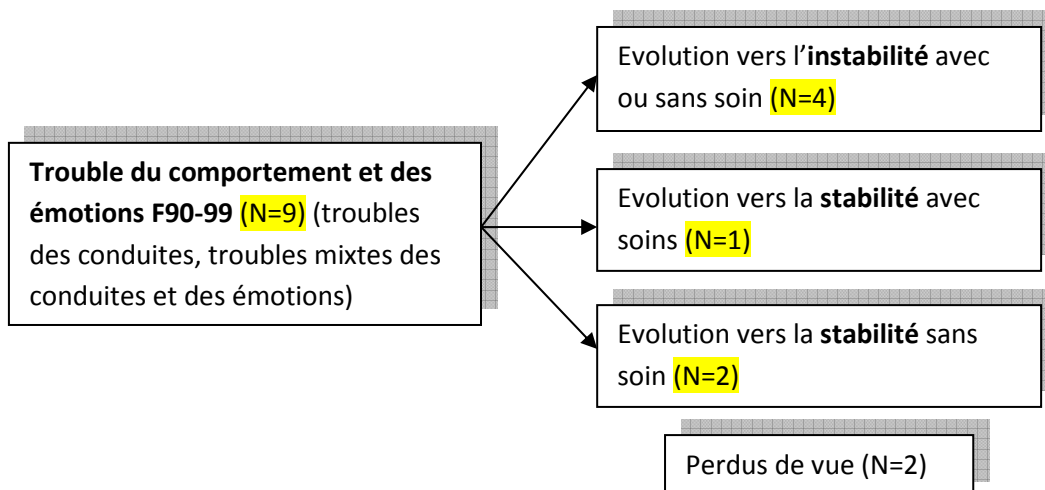 Trouble du comportement et des
émotions F90-99 (N=9) (troubles
des conduites, troubles mixtes des
conduites et des émotions)
Evolution vers l'instabilité avec
ou sans soin (N=4)
Evolution vers la stabilité avec
soins (N=1)
Evolution vers la stabilité sans
soin (N=2)
Perdus de vue (N=2)